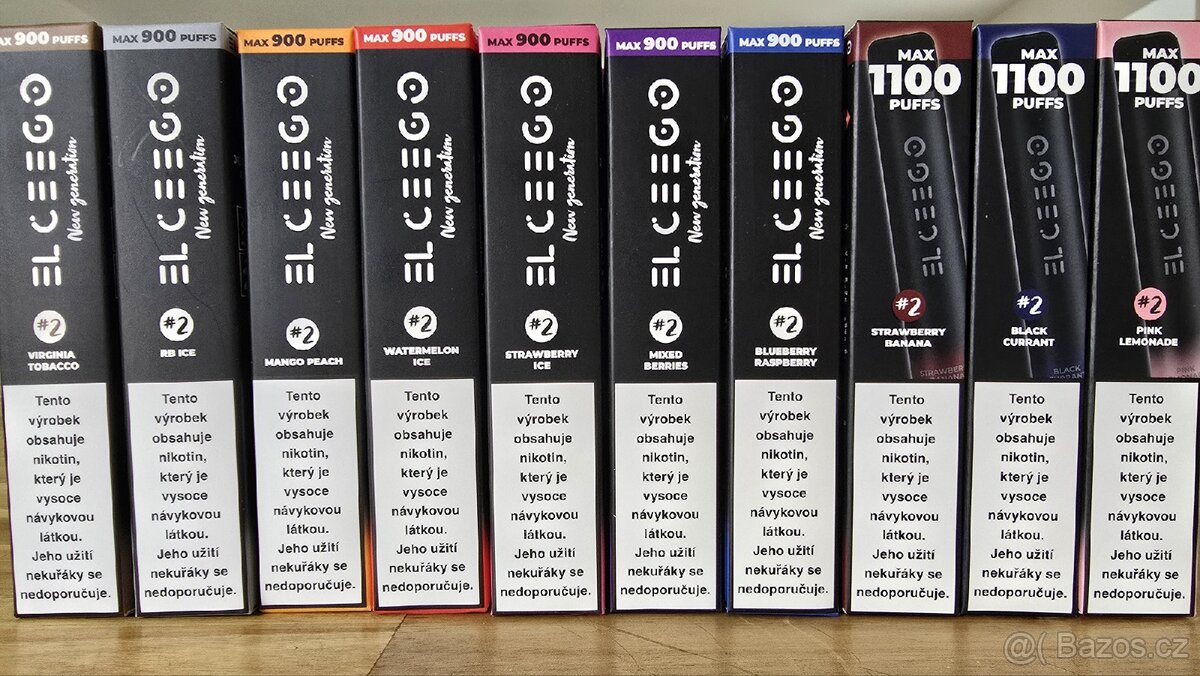 MAX 900 PUFFS
ELCEEGO
New generation
#2
VIRGINIA
TOBACCO
Tento
výrobek
obsahuje
nikotin,
který je
vysoce
návykovou
látkou.
Jeho užití
nekuřáky se
nedoporučuje.
MAX 900 PUFFS
ELCEEGO
New generation
#2
RB ICE
Tento
výrobek
obsahuje
nikotin,
který je
vysoce
návykovou
látkou.
Jeho užití
nekuřáky se
nedoporučuje.
MAX 900 PUFFS
ELCEEGO
New generation
#2
MANGO PEACH
Tento
výrobek
obsahuje
nikotin,
který je
vysoce
návykovou
látkou.
Jeho užití
nekuřáky se
nedoporučuje.
MAX 900 PUFFS
ELCEEGO
New generation
#2
WATERMELON
ICE
Tento
výrobek
obsahuje
nikotin,
který je
vysoce
návykovou
látkou.
Jeho užití
nekuřáky se
nedoporučuje.
MAX 900 PUFFS
ELCEEGO
New generation
#2
STRAWBERRY
ICE
Tento
výrobek
obsahuje
nikotin,
který je
vysoce
návykovou
látkou.
Jeho užití
nekuřáky se
nedoporučuje.
MAX 900 PUFFS
ELCEEGO
New generation
#2
MIXED
BERRIES
Tento
výrobek
obsahuje
nikotin,
který je
vysoce
návykovou
látkou.
Jeho užití
nekuřáky se
nedoporučuje.
MAX 900 PUFFS
ELCEEGO
New generation
#2
BLUEBERRY
RASPBERRY
Tento
výrobek
obsahuje
nikotin,
který je
vysoce
návykovou
látkou.
Jeho užití
nekuřáky se
nedoporučuje.
MAX
1100
PUFFS
ELCEEGO
#2
STRAWBERRY
BANANA
STRAWBERRY
BANANA
Tento
výrobek
obsahuje
nikotin,
který je
vysoce
návykovou
látkou.
Jeho užití
nekuřáky se
nedoporučuje.
MAX
1100
PUFFS
ELCEEGO
#2
BLACK
CURRANT
BLACK
CURRANT
Tento
výrobek
obsahuje
nikotin,
který je
vysoce
návykovou
látkou.
Jeho užití
nekuřáky se
nedoporučuje.
MAX
1100
PUFFS
ELCEEGO
#2
PINK
LEMONADE
PINK
Tento
výrobek
obsahuje
nikotin,
který je
vysoce
návykovou
látkou.
Jeho užití
nekuřáky se
nedoporučuje.
@( Bazos.cz